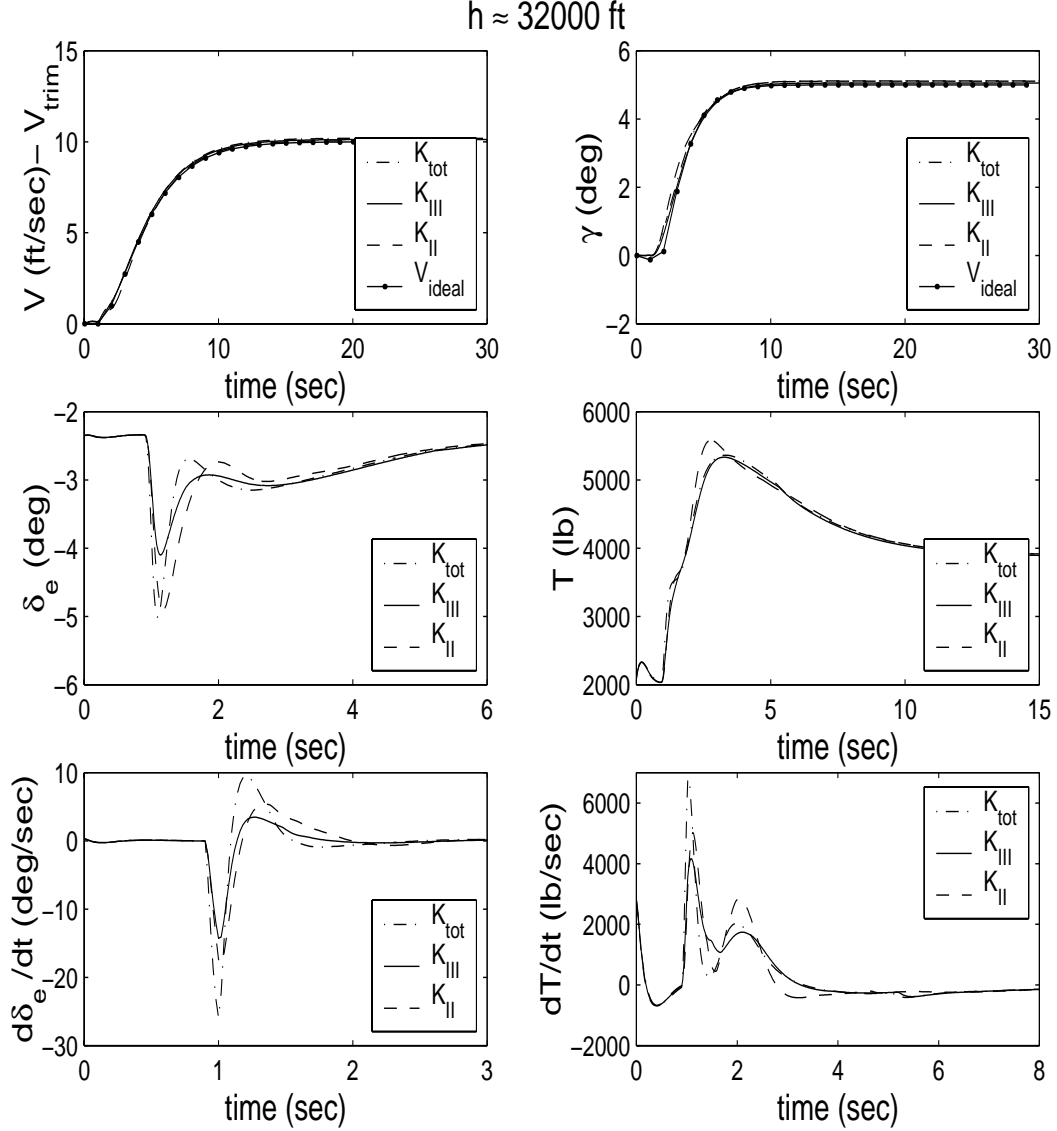 h ≈ 32000 ft
V (ft/sec)− V_trim
15
10
5
0
0 10 20 30
time (sec)
K_tot
K_III
K_II
V_ideal
γ (deg)
6
4
2
0
−2
0 10 20 30
time (sec)
K_tot
K_III
K_II
V_ideal
δ_e (deg)
−2
−3
−4
−5
−6
0 2 4 6
time (sec)
K_tot
K_III
K_II
T (lb)
6000
5000
4000
3000
2000
0 5 10 15
time (sec)
K_tot
K_III
K_II
dδ_e /dt (deg/sec)
10
0
−10
−20
−30
0 1 2 3
time (sec)
K_tot
K_III
K_II
dT/dt (lb/sec)
6000
4000
2000
0
−2000
0 2 4 6 8
time (sec)
K_tot
K_III
K_II